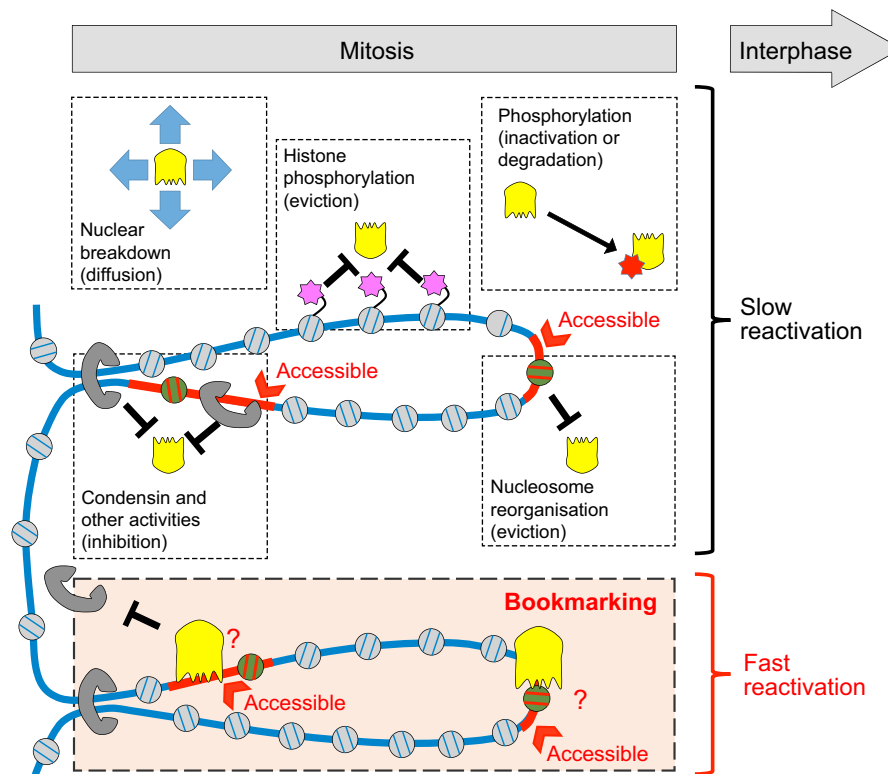 Mitosis
Interphase
Nuclear
breakdown
(diffusion)
Histone
phosphorylation
(eviction)
Phosphorylation
(inactivation or
degradation)
Accessible
Accessible
Slow
reactivation
Condensin and
other activities
(inhibition)
Nucleosome
reorganisation
(eviction)
Bookmarking
?
Accessible
?
Accessible
Fast
reactivation